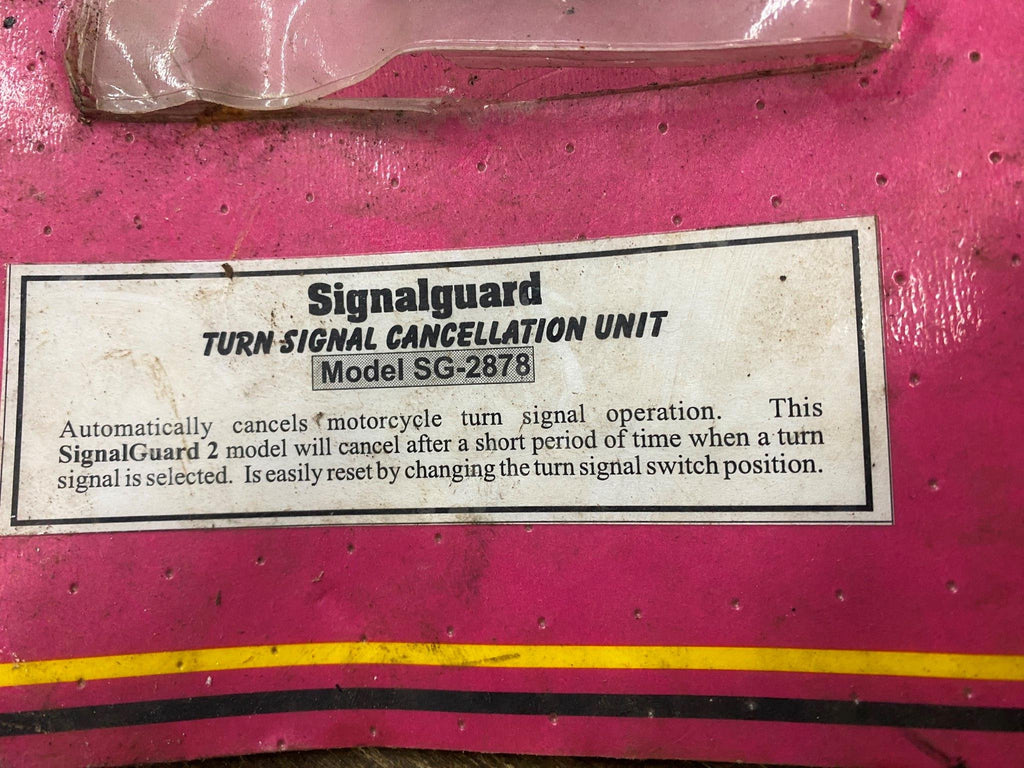 Signalguard
TURN SIGNAL CANCELLATION UNIT
Model SG-2878
Automatically cancels motorcycle turn signal operation. This
SignalGuard 2 model will cancel after a short period of time when a turn
signal is selected. Is easily reset by changing the turn signal switch position.